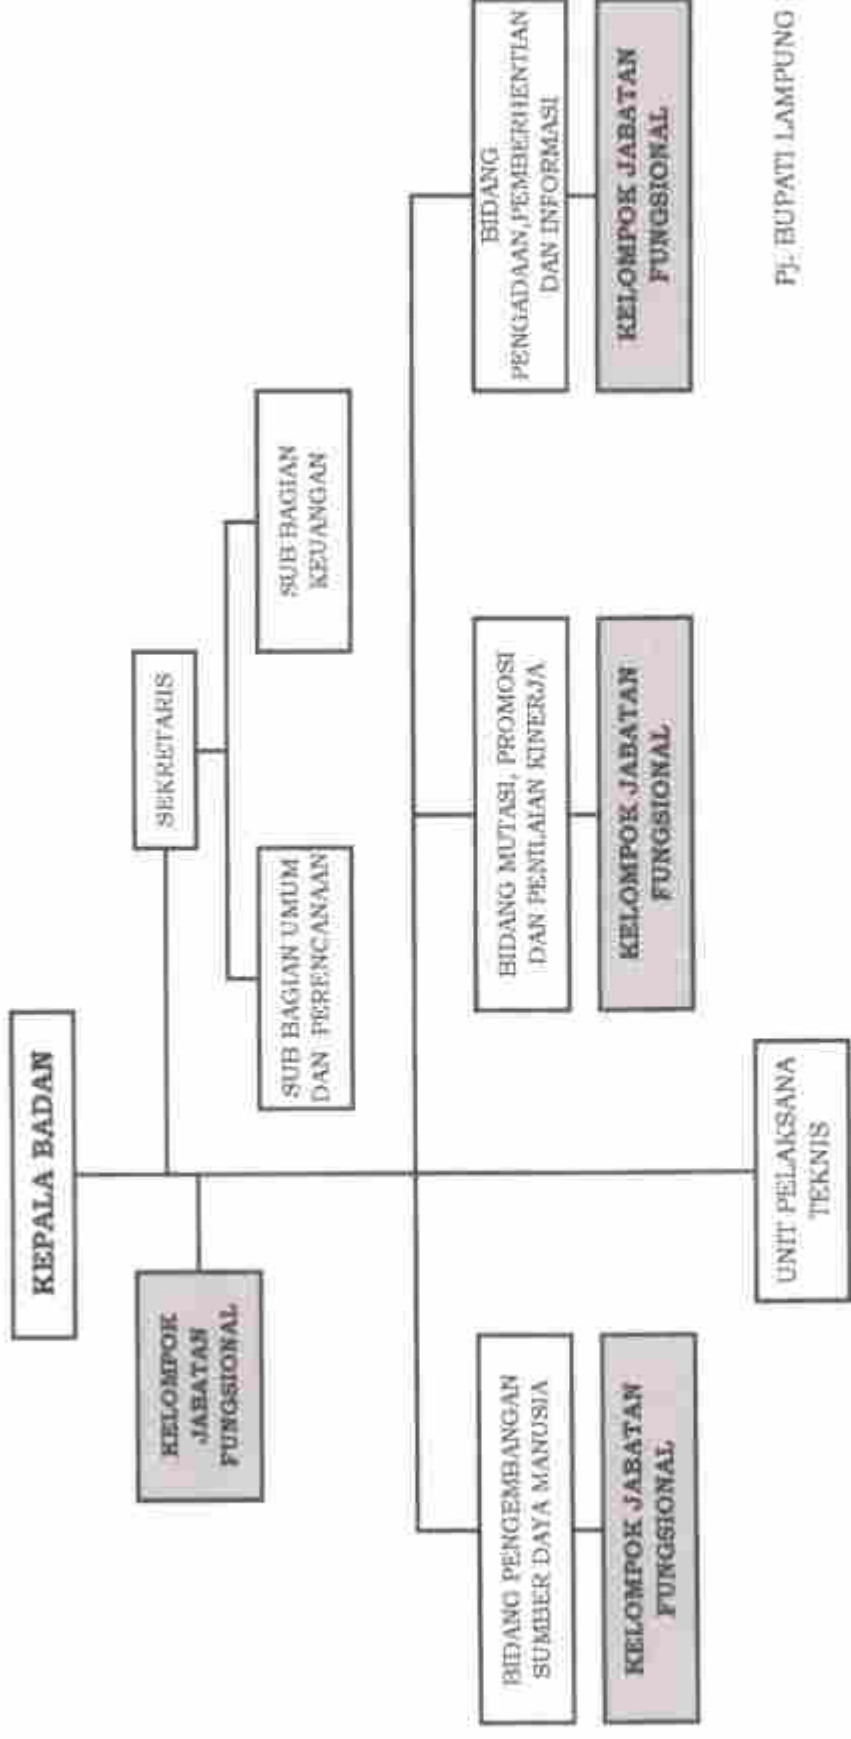 KEPALA BADAN
KELOMPOK
JABATAN
FUNGSIONAL
SEKRETARIS
SUB BAGIAN UMUM
DAN PERENCANAAN
SUB BAGIAN
KEUANGAN
BIDANG PENGEMBANGAN
SUMBER DAYA MANUSIA
KELOMPOK JABATAN
FUNGSIONAL
BIDANG MUTASI, PROMOSI
DAN PENILAIAN KINERJA
KELOMPOK JABATAN
FUNGSIONAL
BIDANG
PENGADAAN,PEMBERHENTIAN
DAN INFORMASI
KELOMPOK JABATAN
FUNGSIONAL
UNIT PELAKSANA
TEKNIS
Pj. BUPATI LAMPUNG